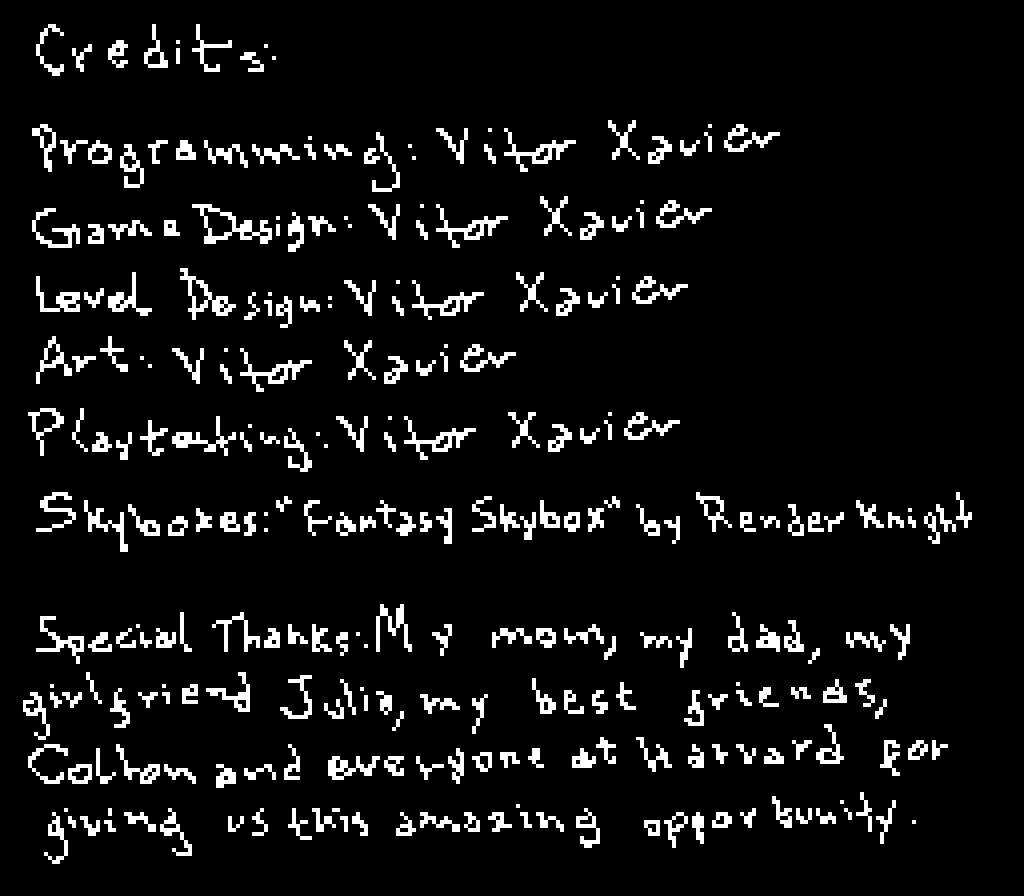 Credits:
Programming: Vitor Xavier
Game Design: Vitor Xavier
Level Design: Vitor Xavier
Art: Vitor Xavier
Playtesting: Vitor Xavier
Skyboxes: "Fantasy Skybox" by Render Knight
Special Thanks: My mom, my dad, my
girlfriend Julia, my best friends,
Colton and everyone at Harvard for
giving us this amazing opportunity.